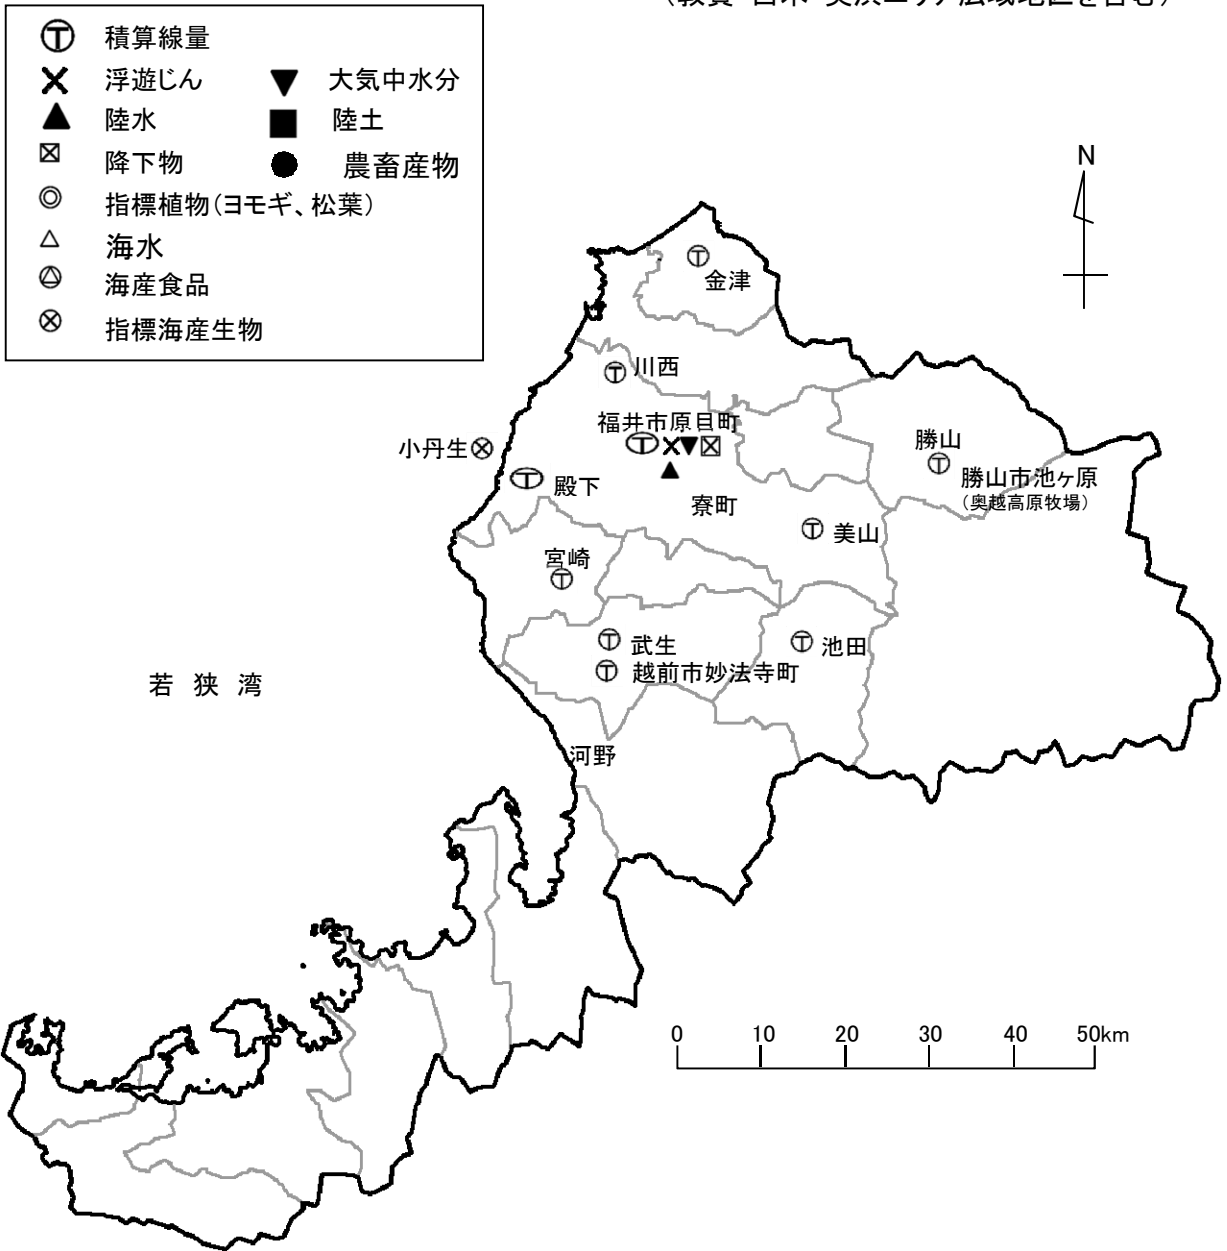 積算線量
浮遊じん
大気中水分
陸水
陸土
降下物
農畜産物
指標植物(ヨモギ、松葉)
海水
海産食品
指標海産生物
N
金津
川西
福井市原目町
小丹生
殿下
寮町
勝山
勝山市池ヶ原
(奥越高原牧場)
美山
宮崎
武生
越前市妙法寺町
池田
若狭湾
河野
0 10 20 30 40 50km